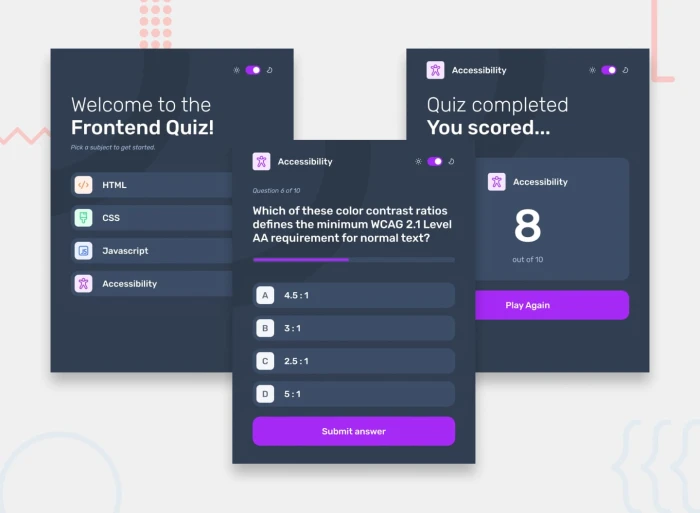 Welcome to the
Frontend Quiz!
Pick a subject to get started.
HTML
CSS
Javascript
Accessibility
Accessibility
Question 6 of 10
Which of these color contrast ratios
defines the minimum WCAG 2.1 Level
AA requirement for normal text?
A 4.5 : 1
B 3 : 1
C 2.5 : 1
D 5 : 1
Submit answer
Accessibility
Quiz completed
You scored...
Accessibility
8
out of 10
Play Again